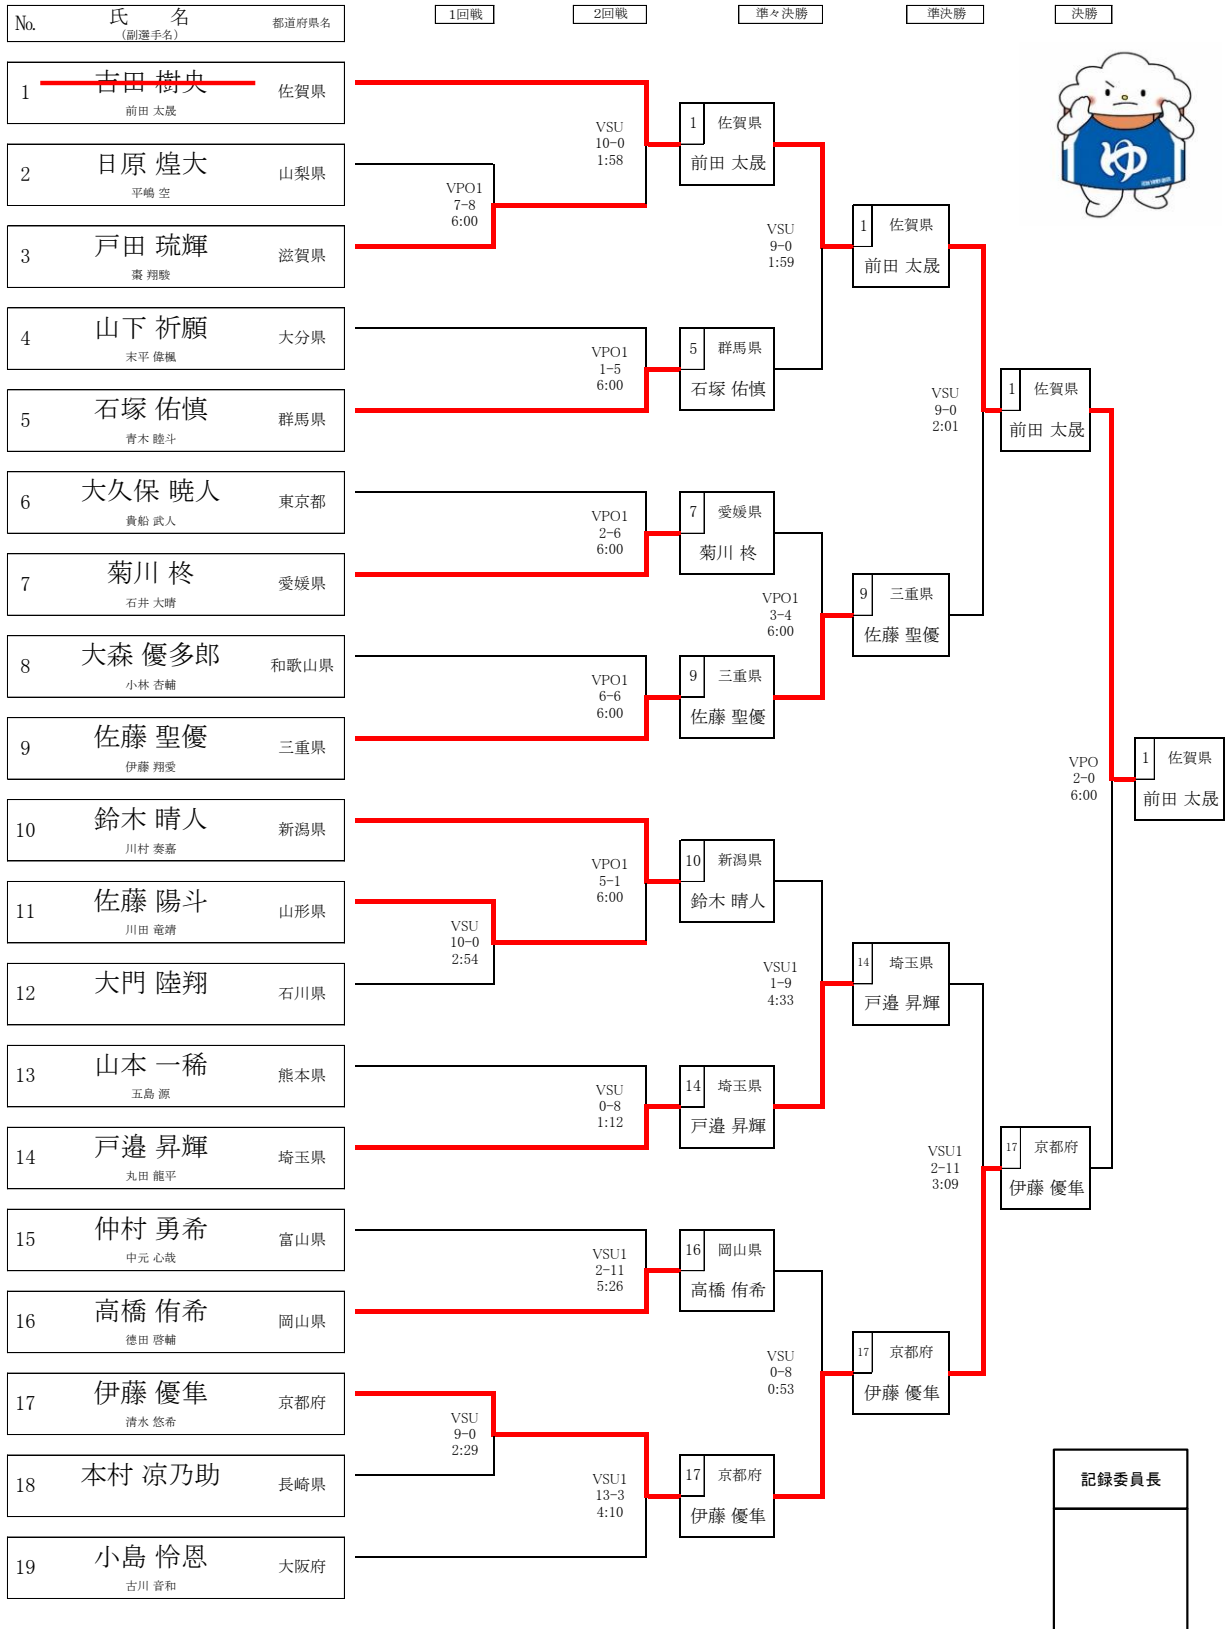 No.
氏 名
(副選手名)
都道府県名
1回戦
2回戦
準々決勝
準決勝
決勝
1
吉田 樹央
前田 太晟
佐賀県
2
日原 煌大
平嶋 空
山梨県
3
戸田 琉輝
棗 翔駿
滋賀県
4
山下 祈願
末平 偉楓
大分県
5
石塚 佑慎
青木 睦斗
群馬県
6
大久保 暁人
貴船 武人
東京都
7
菊川 柊
石井 大晴
愛媛県
8
大森 優多郎
小林 杏輔
和歌山県
9
佐藤 聖優
伊藤 翔愛
三重県
10
鈴木 晴人
川村 奏嘉
新潟県
11
佐藤 陽斗
川田 竜靖
山形県
12
大門 陸翔
石川県
13
山本 一稀
五島 源
熊本県
14
戸邉 昇輝
丸田 龍平
埼玉県
15
仲村 勇希
中元 心哉
富山県
16
高橋 侑希
徳田 啓輔
岡山県
17
伊藤 優隼
清水 悠希
京都府
18
本村 凉乃助
長崎県
19
小島 怜恩
古川 音和
大阪府
VPO1
7-8
6:00
VSU
10-0
2:54
VSU
9-0
2:29
VSU
10-0
1:58
VPO1
1-5
6:00
VPO1
2-6
6:00
VPO1
6-6
6:00
VPO1
5-1
6:00
VSU
0-8
1:12
VSU1
2-11
5:26
VSU1
13-3
4:10
1 佐賀県
前田 太晟
5 群馬県
石塚 佑慎
7 愛媛県
菊川 柊
9 三重県
佐藤 聖優
10 新潟県
鈴木 晴人
14 埼玉県
戸邉 昇輝
16 岡山県
高橋 侑希
17 京都府
伊藤 優隼
VSU
9-0
1:59
VPO1
3-4
6:00
VSU1
1-9
4:33
VSU
0-8
0:53
1 佐賀県
前田 太晟
9 三重県
佐藤 聖優
14 埼玉県
戸邉 昇輝
17 京都府
伊藤 優隼
VSU
9-0
2:01
VSU1
2-11
3:09
1 佐賀県
前田 太晟
17 京都府
伊藤 優隼
VPO
2-0
6:00
1 佐賀県
前田 太晟
ゆ
記録委員長